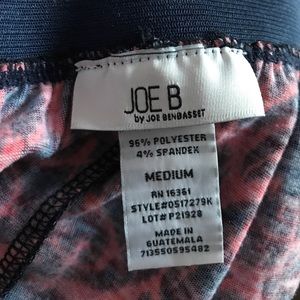 JOE B
by JOE BENBASSET
96% POLYESTER
4% SPANDEX
MEDIUM
RN 16361
STYLE#0517279K
LOT# P21928
MADE IN
GUATEMALA
713550595482